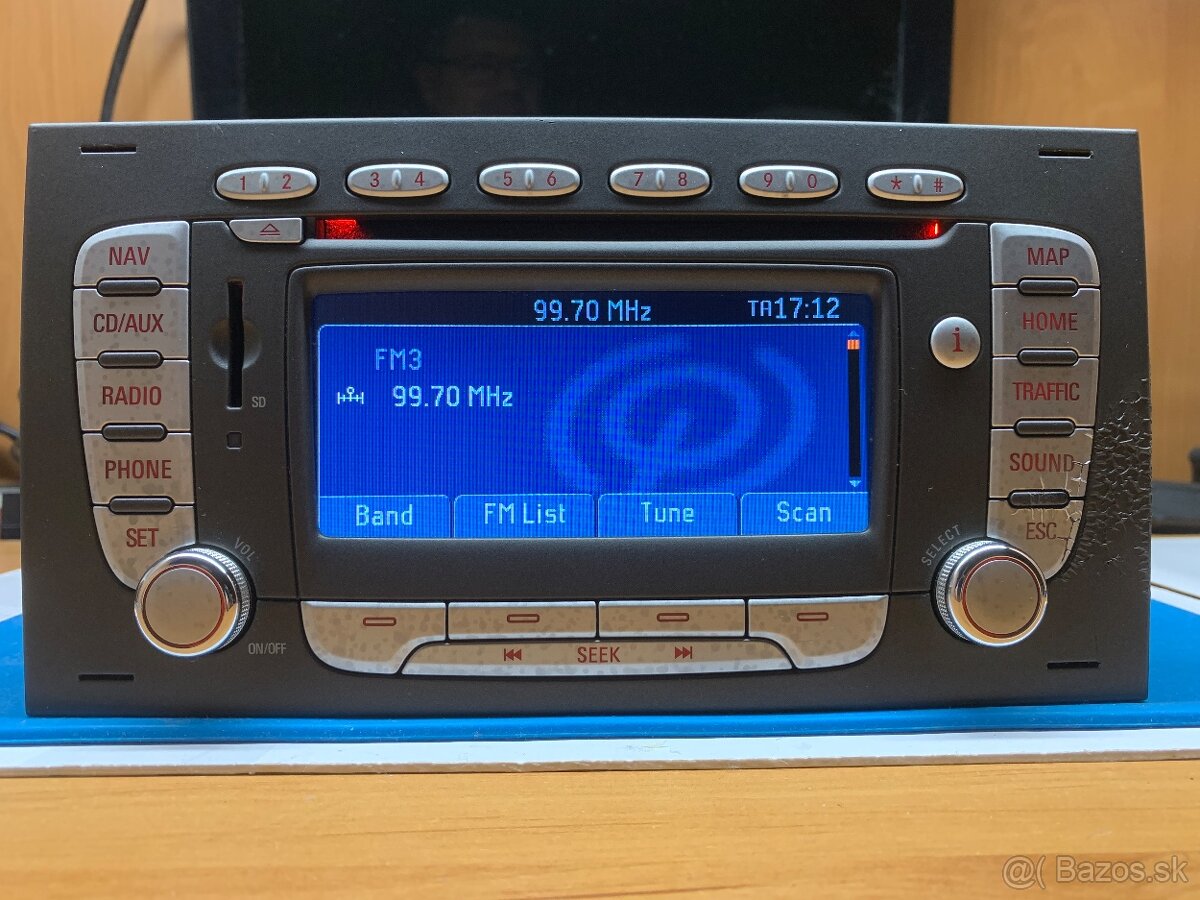 1 2 3 4 5 6 7 8 9 0 * #
NAV
CD/AUX
RADIO
PHONE
SET
VOL
ON/OFF
SD
99.70 MHz TA 17:12
FM3
99.70 MHz
Band FM List Tune Scan
SEEK
i
MAP
HOME
TRAFFIC
SOUND
ESC
SELECT
@( Bazos.sk